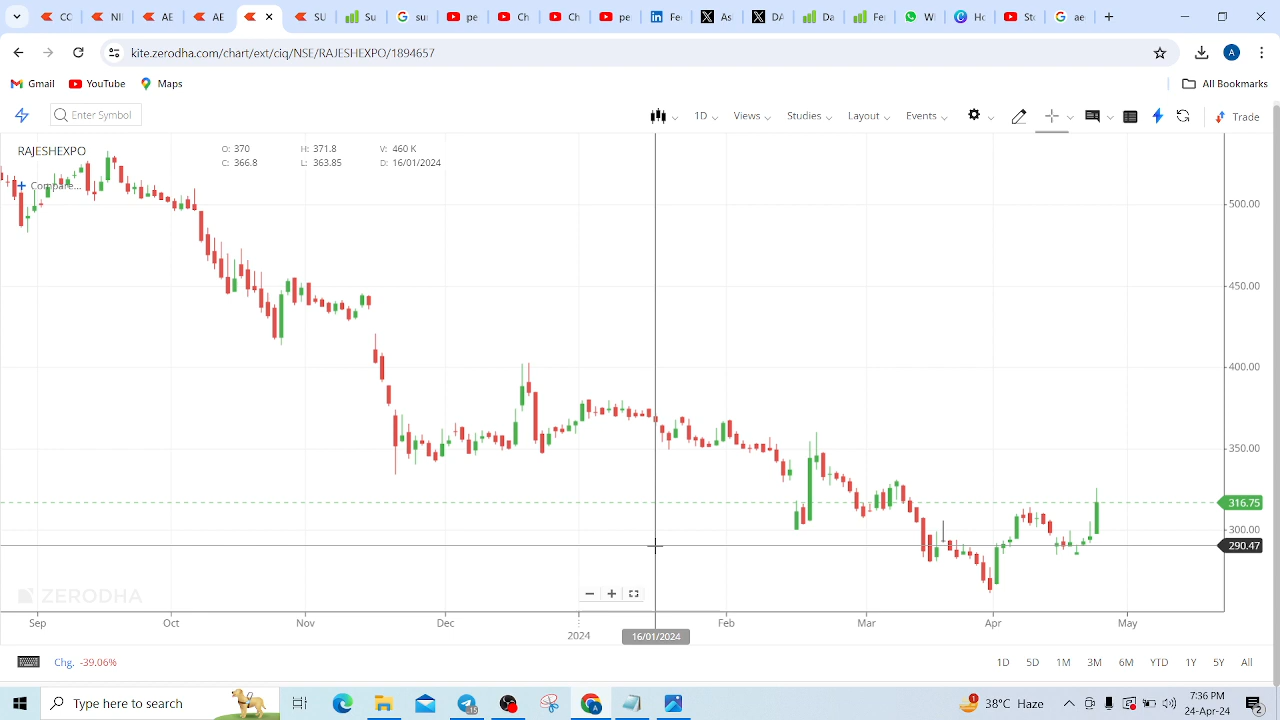 AE
AE
SU
Su
su
pe
Ch
Ch
pe
Fe
As
DA
Da
Fe
Wl
Hc
St
ae
kite.zerodha.com/ext/chart/ext/ciq/NSE/RAJESHEXPO/1894657
A
Gmail
YouTube
Maps
All Bookmarks
Enter Symbol
1D
Views
Studies
Layout
Events
Trade
RAJESHEXPO
O: 370 H: 371.8 V: 460 K
C: 366.8 L: 363.85 D: 16/01/2024
Compare...
500.00
450.00
400.00
350.00
316.75
300.00
290.47
ZERODHA
Sep Oct Nov Dec 2024 Feb Mar Apr May
16/01/2024
Chg. -39.06%
1D 5D 1M 3M 6M YTD 1Y 5Y All
Type here to search
15
A
1
38°C Haze
7:36 PM
24-Apr-24
2